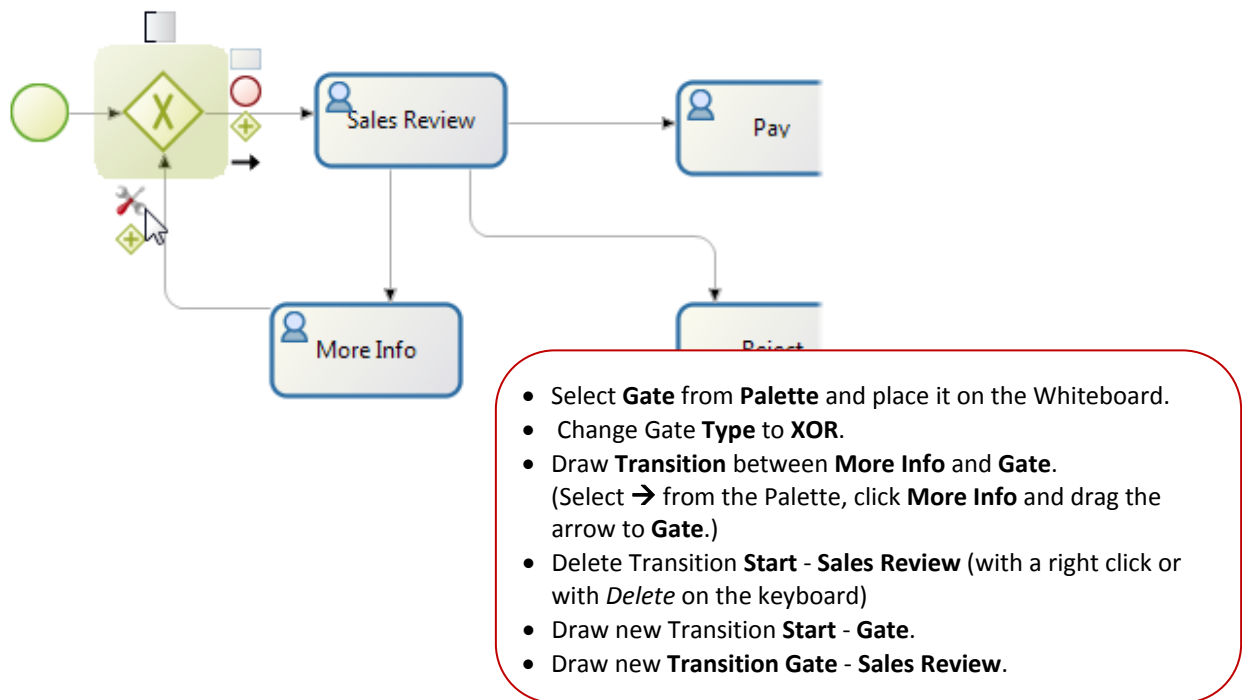 Sales Review
Pay
More Info
Reject
• Select Gate from Palette and place it on the Whiteboard.
• Change Gate Type to XOR.
• Draw Transition between More Info and Gate.
(Select → from the Palette, click More Info and drag the
arrow to Gate.)
• Delete Transition Start - Sales Review (with a right click or
with Delete on the keyboard)
• Draw new Transition Start - Gate.
• Draw new Transition Gate - Sales Review.